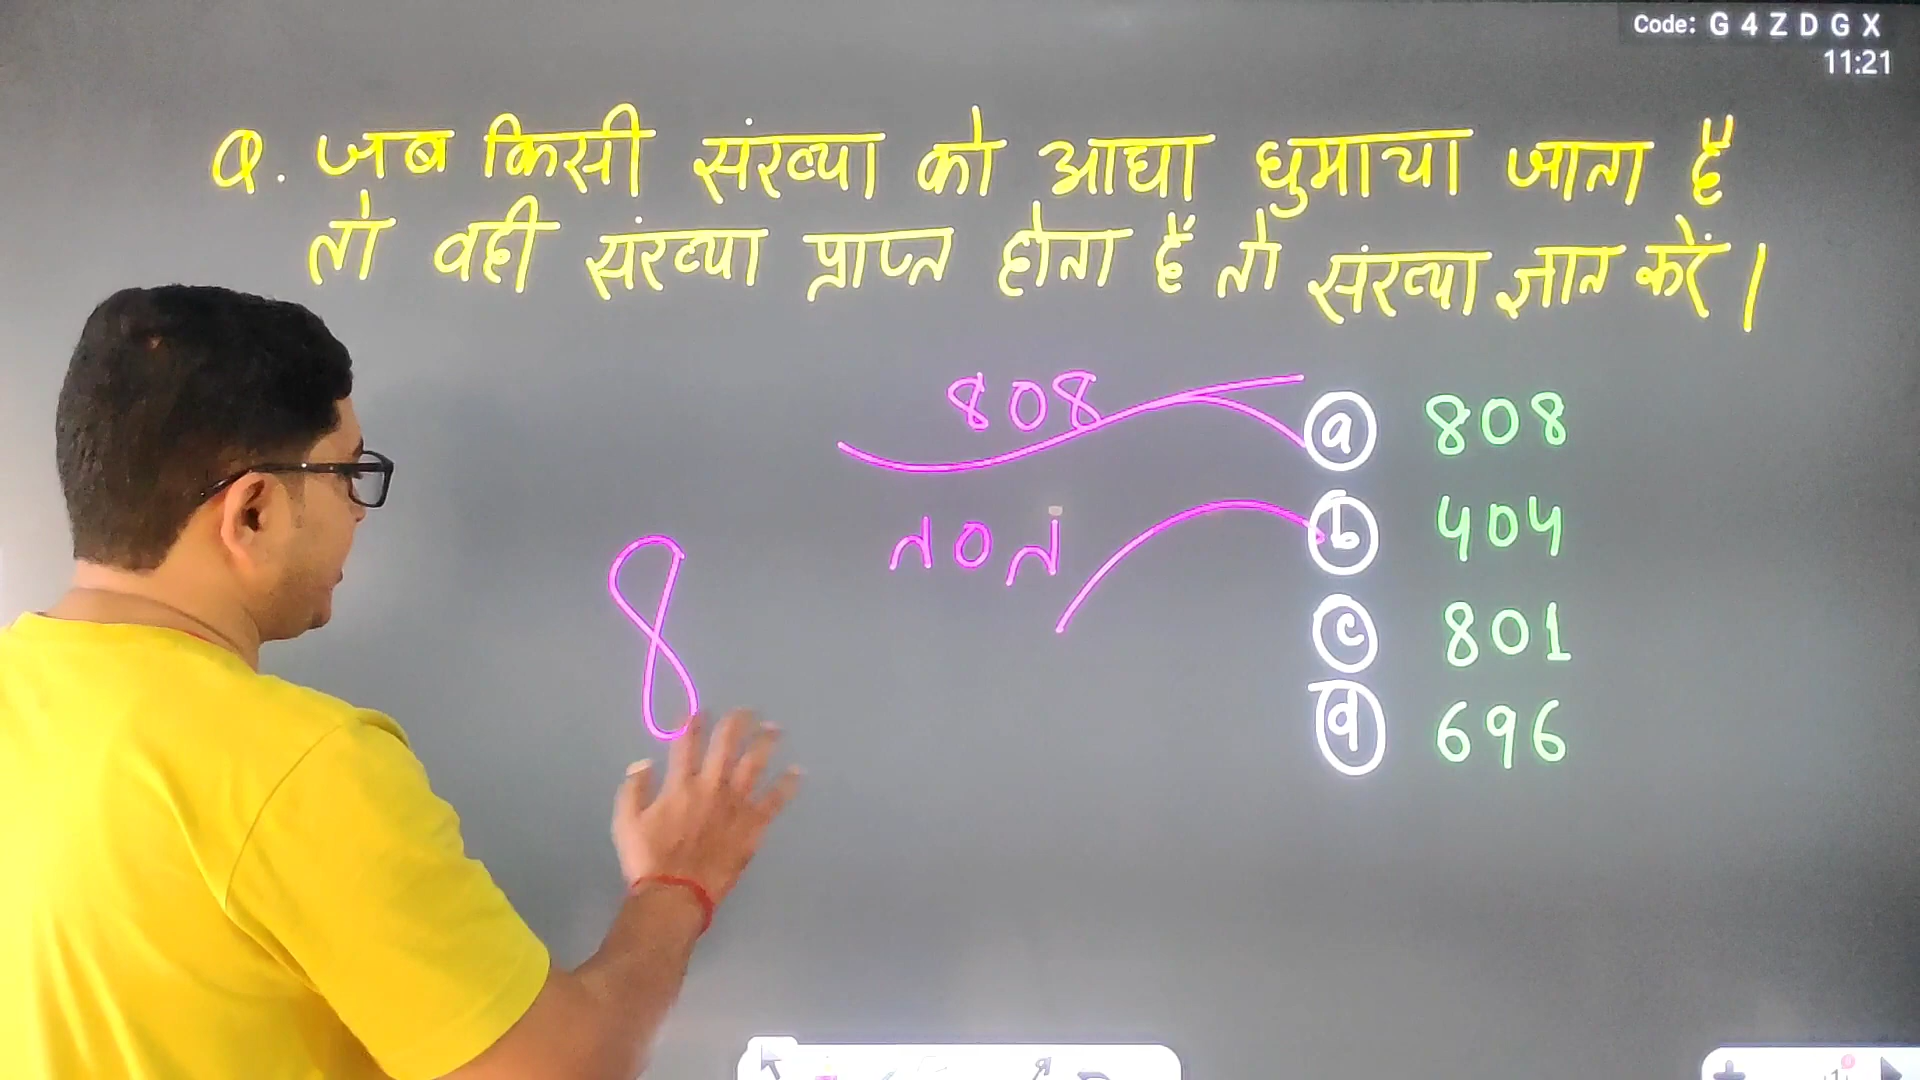 Code: G 4 Z D G X
11:21
Q. जब किसी संख्या को आधा घुमाया जाता है
तो वही संख्या प्राप्त होता है तो संख्या ज्ञात करें।
808
8
(a) 808
(b) 404
(c) 801
(d) 696